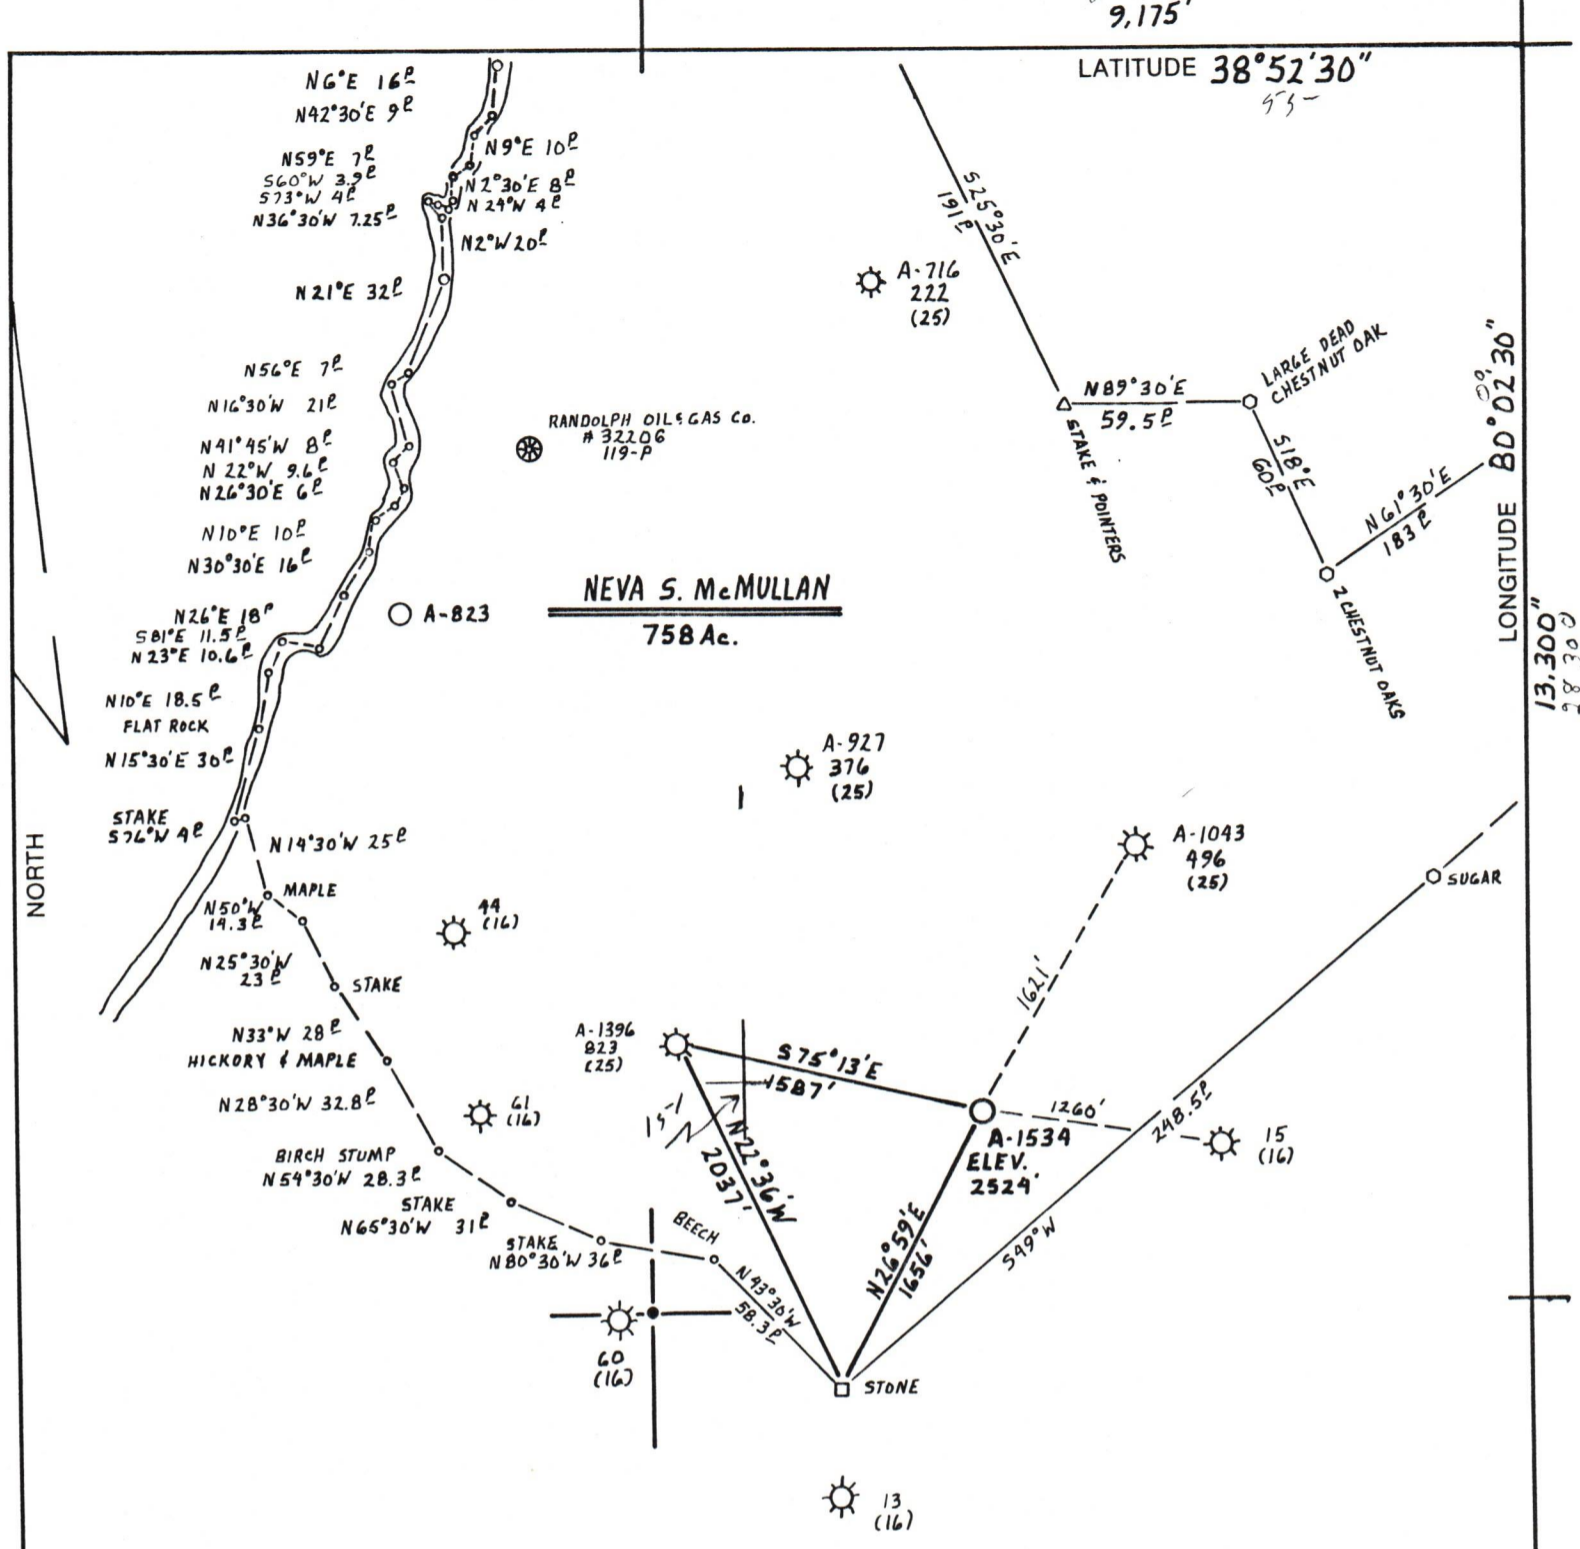 9,175'
LATITUDE 38°52'30"
N6°E 16P
N42°30'E 9P
N9°E 10P
N59°E 7P
S60°W 3.9P
N2°30'E 8P
S73°W 4P
N24°W 4P
N36°30'W 7.25P
N2°W 20P
N21°E 32P
S25°30'E
191P
A-716
222
(25)
N56°E 7P
N16°30'W 21P
N41°45'W 8P
N 22°W 9.6P
N26°30'E 6P
N10°E 10P
N30°30'E 16P
RANDOLPH OIL & GAS Co.
# 32206
119-P
N89°30'E
59.5P
STAKE & POINTERS
LARGE DEAD
CHESTNUT OAK
S18°E
60P
N61°30'E
183P
2 CHESTNUT OAKS
LONGITUDE 80°02'30"
13,300"
N26°E 18P
S81°E 11.5P
N23°E 10.6P
A-823
NEVA S. McMULLAN
758 Ac.
N10°E 18.5P
FLAT ROCK
N15°30'E 30P
A-927
376
(25)
STAKE
S76°W 4P
N14°30'W 25P
A-1043
496
(25)
NORTH
MAPLE
N50°W
14.3P
44
(16)
SUGAR
N25°30'W
23P
STAKE
1621'
N33°W 28P
HICKORY & MAPLE
A-1396
823
(25)
S75°13'E
1587'
N28°30'W 32.8P
61
(16)
N22°36'W
2037'
A-1534
ELEV.
2524'
1260'
15
(16)
248.5P
S49°W
BIRCH STUMP
N54°30'W 28.3P
STAKE
N65°30'W 31P
STAKE
N80°30'W 36P
BEECH
N43°30'W
58.3P
N26°59'E
1656'
60
(16)
STONE
13
(16)